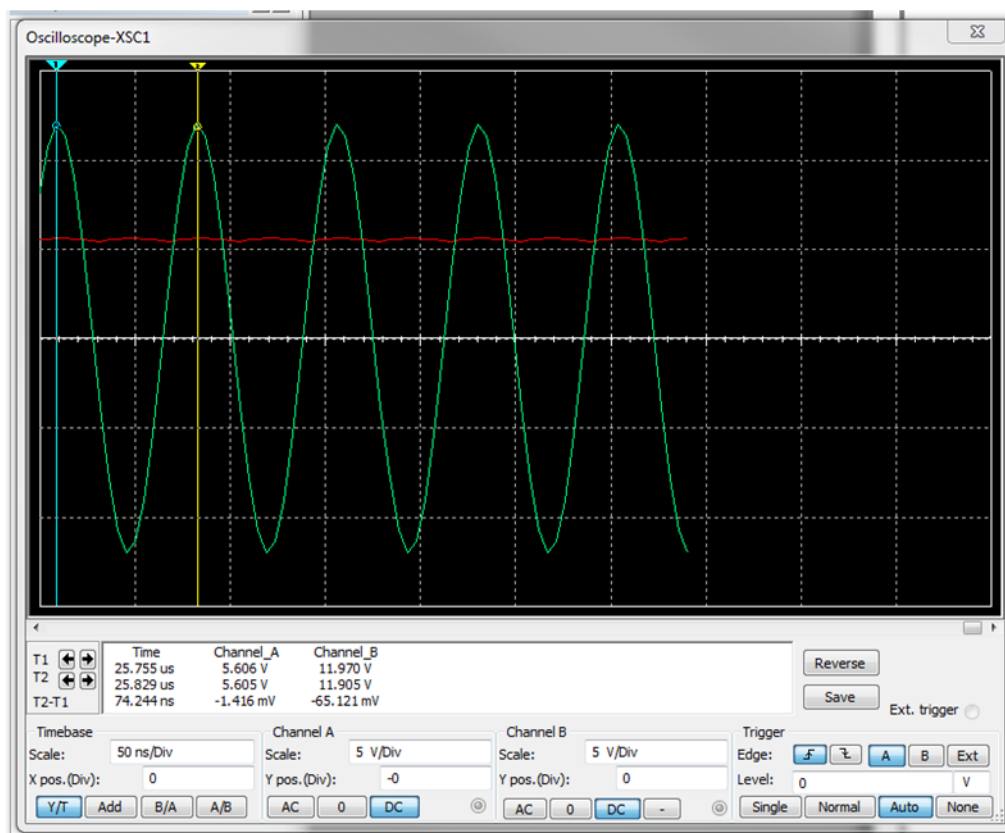 Oscilloscope-XSC1
1 2
Time Channel_A Channel_B
T1 25.755 us 5.606 V 11.970 V
T2 25.829 us 5.605 V 11.905 V
T2-T1 74.244 ns -1.416 mV -65.121 mV
Reverse
Save
Ext. trigger
Timebase
Scale: 50 ns/Div
X pos.(Div): 0
Y/T Add B/A A/B
Channel A
Scale: 5 V/Div
Y pos.(Div): -0
AC 0 DC
Channel B
Scale: 5 V/Div
Y pos.(Div): 0
AC 0 DC -
Trigger
Edge: A B Ext
Level: 0 V
Single Normal Auto None